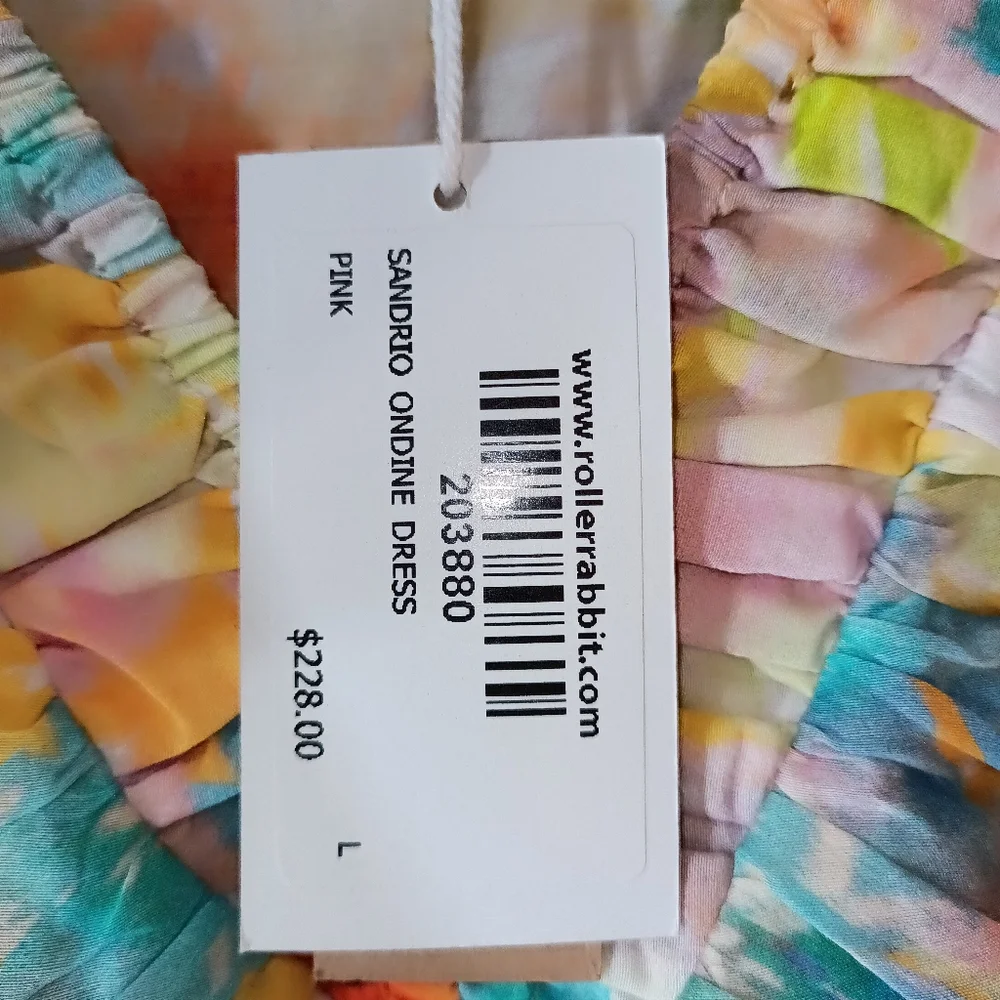 www.rollerrabbit.com
203880
SANDRIO ONDINE DRESS
PINK L
$228.00